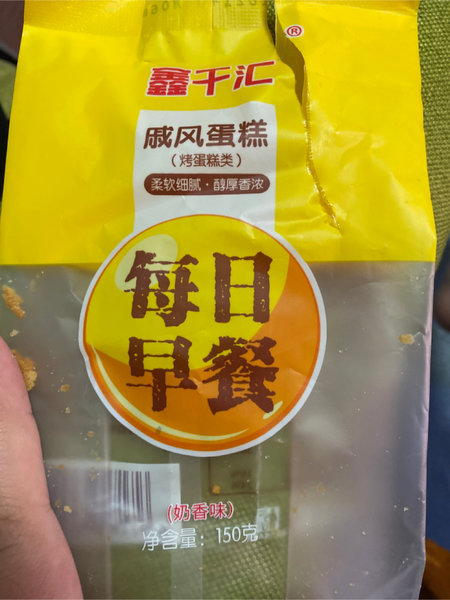 鑫千汇®
戚风蛋糕
(烤蛋糕类)
柔软细腻·醇厚香浓
每日
早餐
(奶香味)
净含量：150克